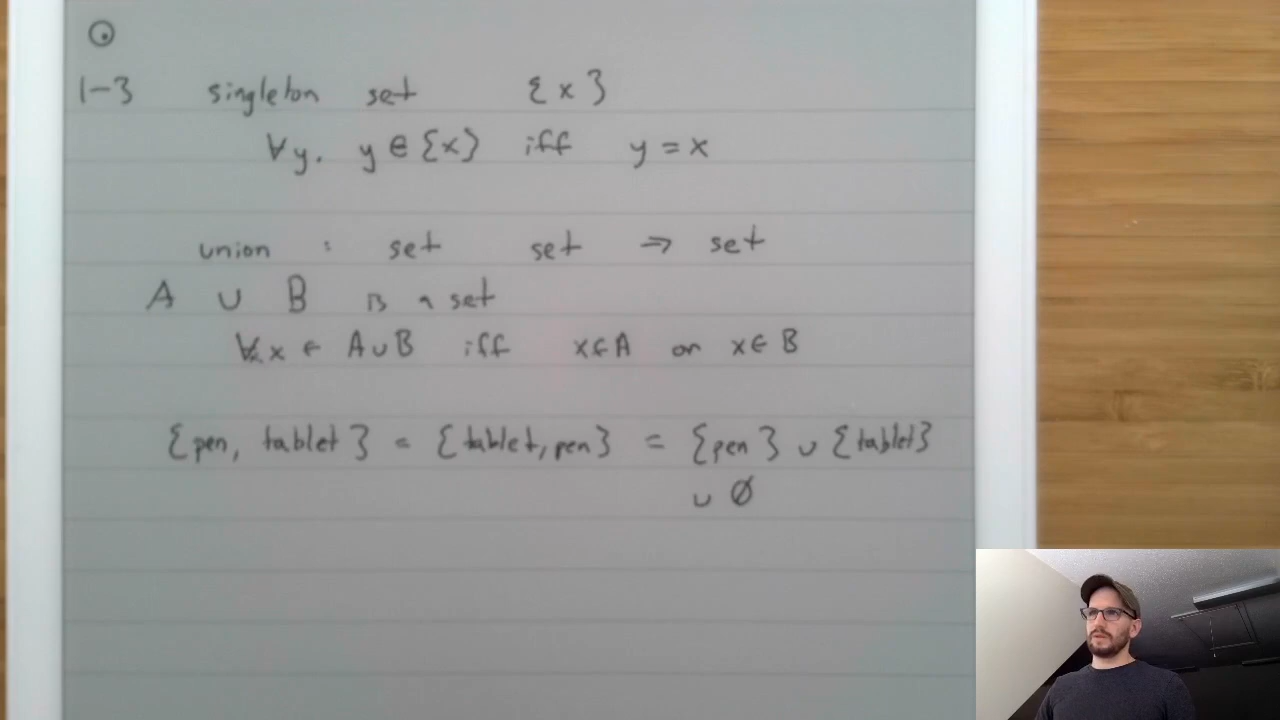 1-3 singleton set {x}
∀y. y ∈ {x} iff y = x
union : set set → set
A ∪ B is a set
∀x ∈ A∪B iff x∈A or x∈B
{pen, tablet} = {tablet, pen} = {pen} ∪ {tablet}
∪ ∅